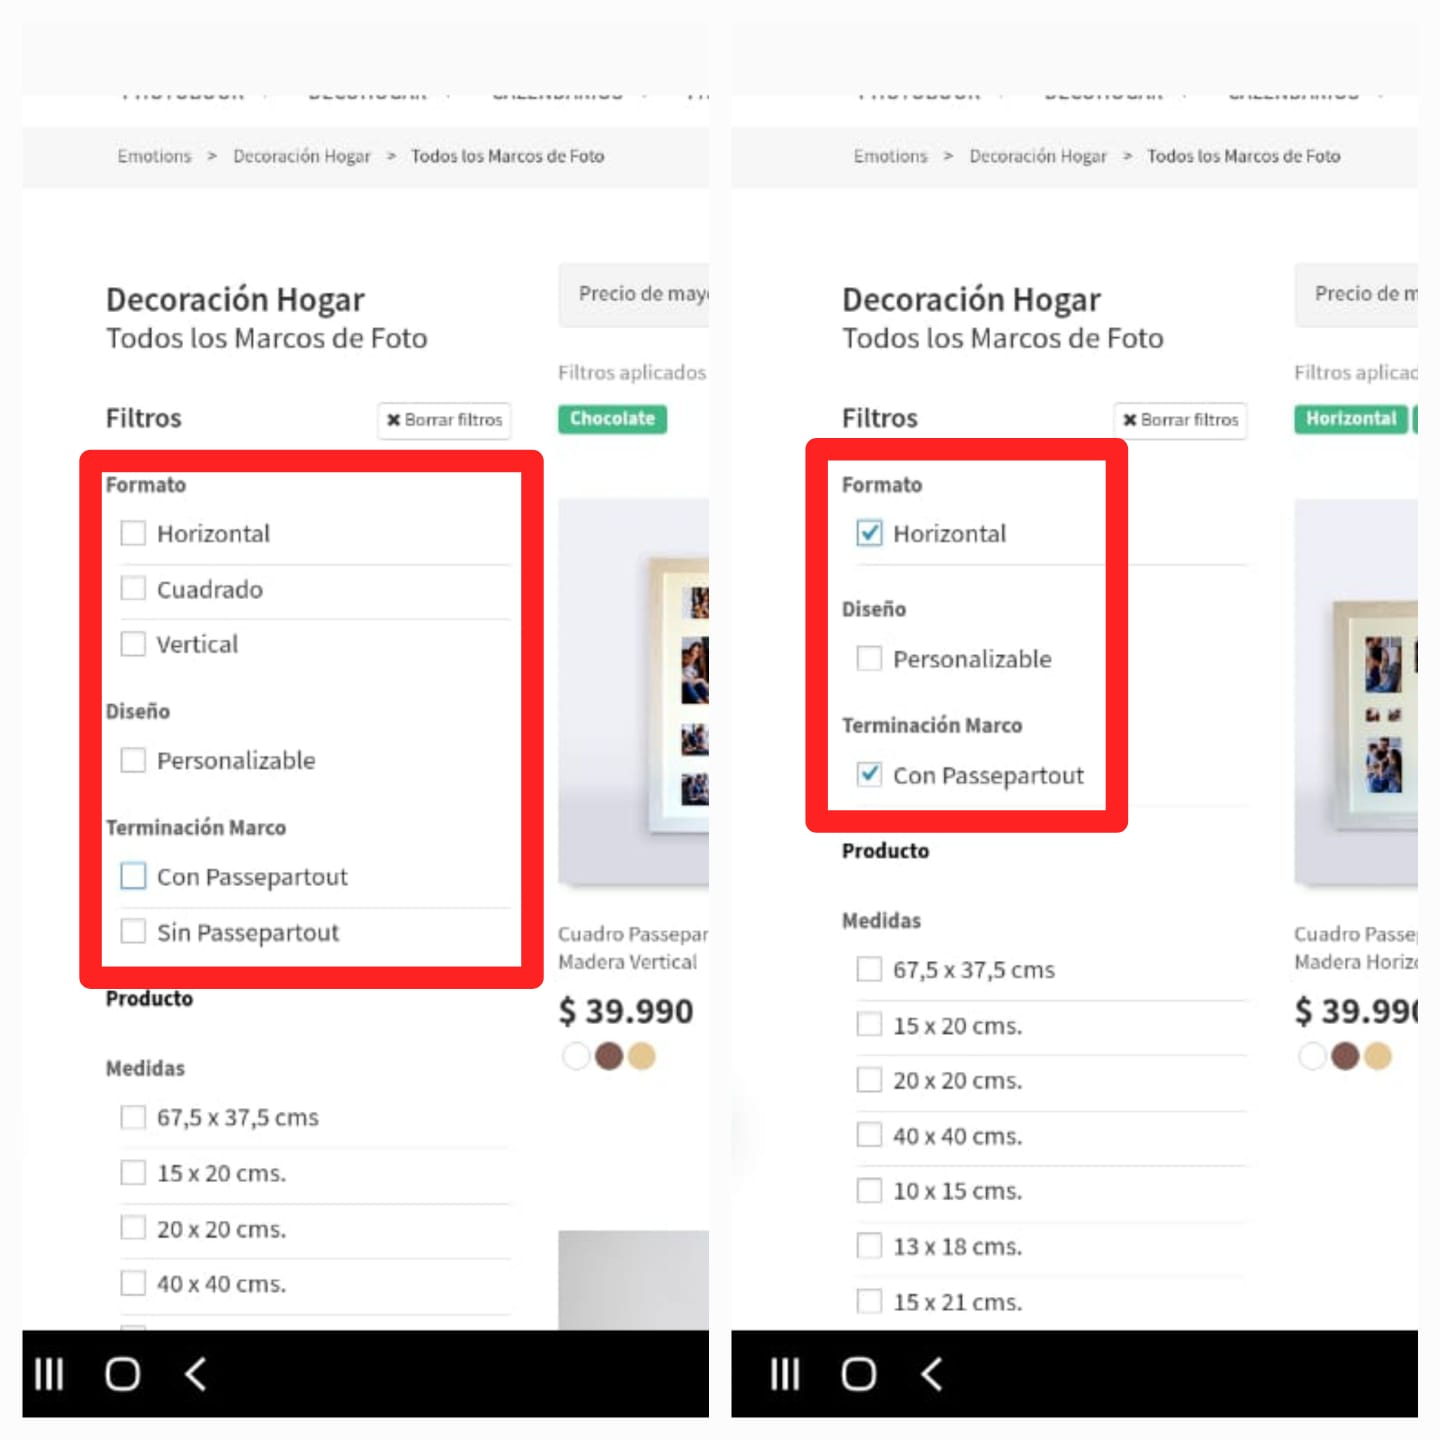 Emotions > Decoración Hogar > Todos los Marcos de Foto
Decoración Hogar
Todos los Marcos de Foto
Precio de may
Filtros aplicados
Filtros
✖ Borrar filtros
Chocolate
Formato
Horizontal
Cuadrado
Vertical
Diseño
Personalizable
Terminación Marco
Con Passepartout
Sin Passepartout
Producto
Medidas
67,5 x 37,5 cms
15 x 20 cms.
20 x 20 cms.
40 x 40 cms.
Cuadro Passepar
Madera Vertical
$ 39.990
Emotions > Decoración Hogar > Todos los Marcos de Foto
Decoración Hogar
Todos los Marcos de Foto
Precio de m
Filtros aplicad
Filtros
✖ Borrar filtros
Horizontal
Formato
Horizontal
Diseño
Personalizable
Terminación Marco
Con Passepartout
Producto
Medidas
67,5 x 37,5 cms
15 x 20 cms.
20 x 20 cms.
40 x 40 cms.
10 x 15 cms.
13 x 18 cms.
15 x 21 cms.
Cuadro Passe
Madera Horiz
$ 39.990